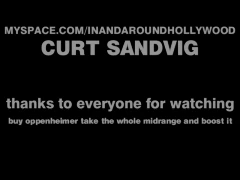 MYSPACE.COM/INANDAROUNDHOLLYWOOD
CURT SANDVIG
thanks to everyone for watching
buy oppenheimer take the whole midrange and boost it